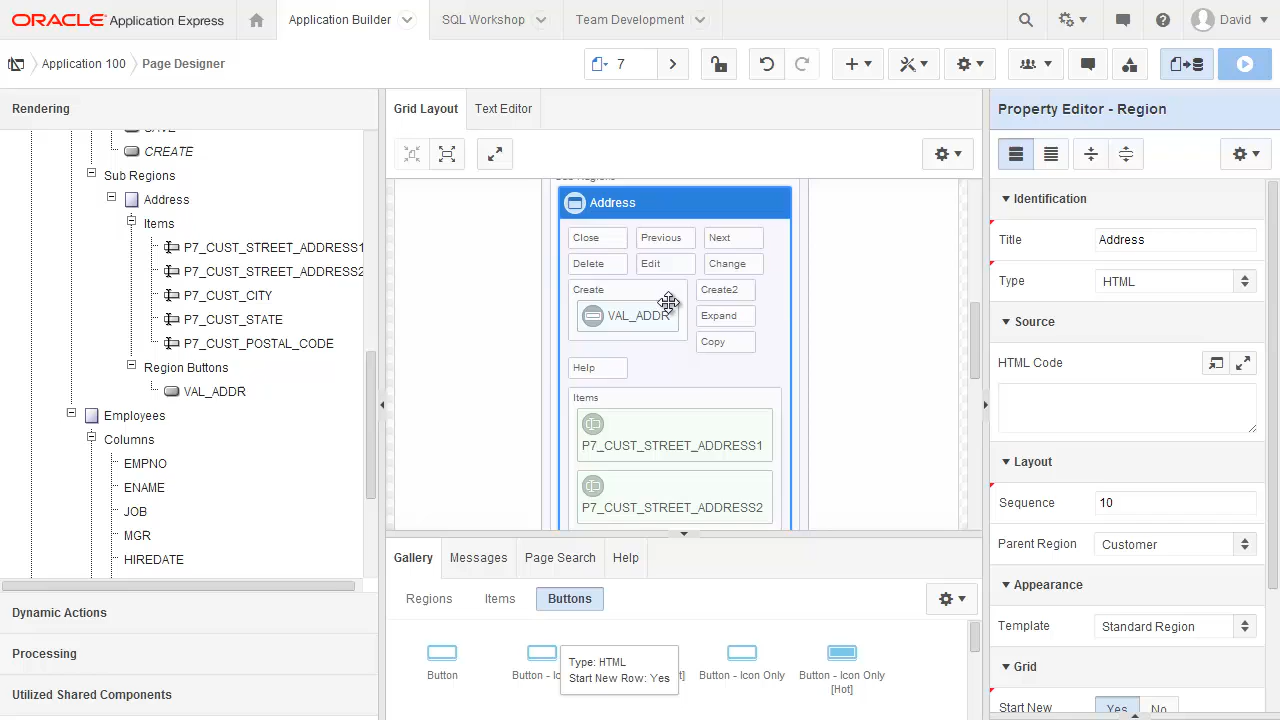 ORACLE Application Express
Application Builder
SQL Workshop
Team Development
David
Application 100
Page Designer
7
Rendering
SAVE
CREATE
Sub Regions
Address
Items
P7_CUST_STREET_ADDRESS1
P7_CUST_STREET_ADDRESS2
P7_CUST_CITY
P7_CUST_STATE
P7_CUST_POSTAL_CODE
Region Buttons
VAL_ADDR
Employees
Columns
EMPNO
ENAME
JOB
MGR
HIREDATE
Dynamic Actions
Processing
Utilized Shared Components
Grid Layout
Text Editor
Sub Regions
Address
Close
Previous
Next
Delete
Edit
Change
Create
Create2
VAL_ADDR
Expand
Copy
Help
Items
P7_CUST_STREET_ADDRESS1
P7_CUST_STREET_ADDRESS2
Gallery
Messages
Page Search
Help
Regions
Items
Buttons
Button
Type: HTML
Start New Row: Yes
Button - Icon Only
Button - Icon Only
[Hot]
Property Editor - Region
Identification
Title
Address
Type
HTML
Source
HTML Code
Layout
Sequence
10
Parent Region
Customer
Appearance
Template
Standard Region
Grid
Start New
Yes
No